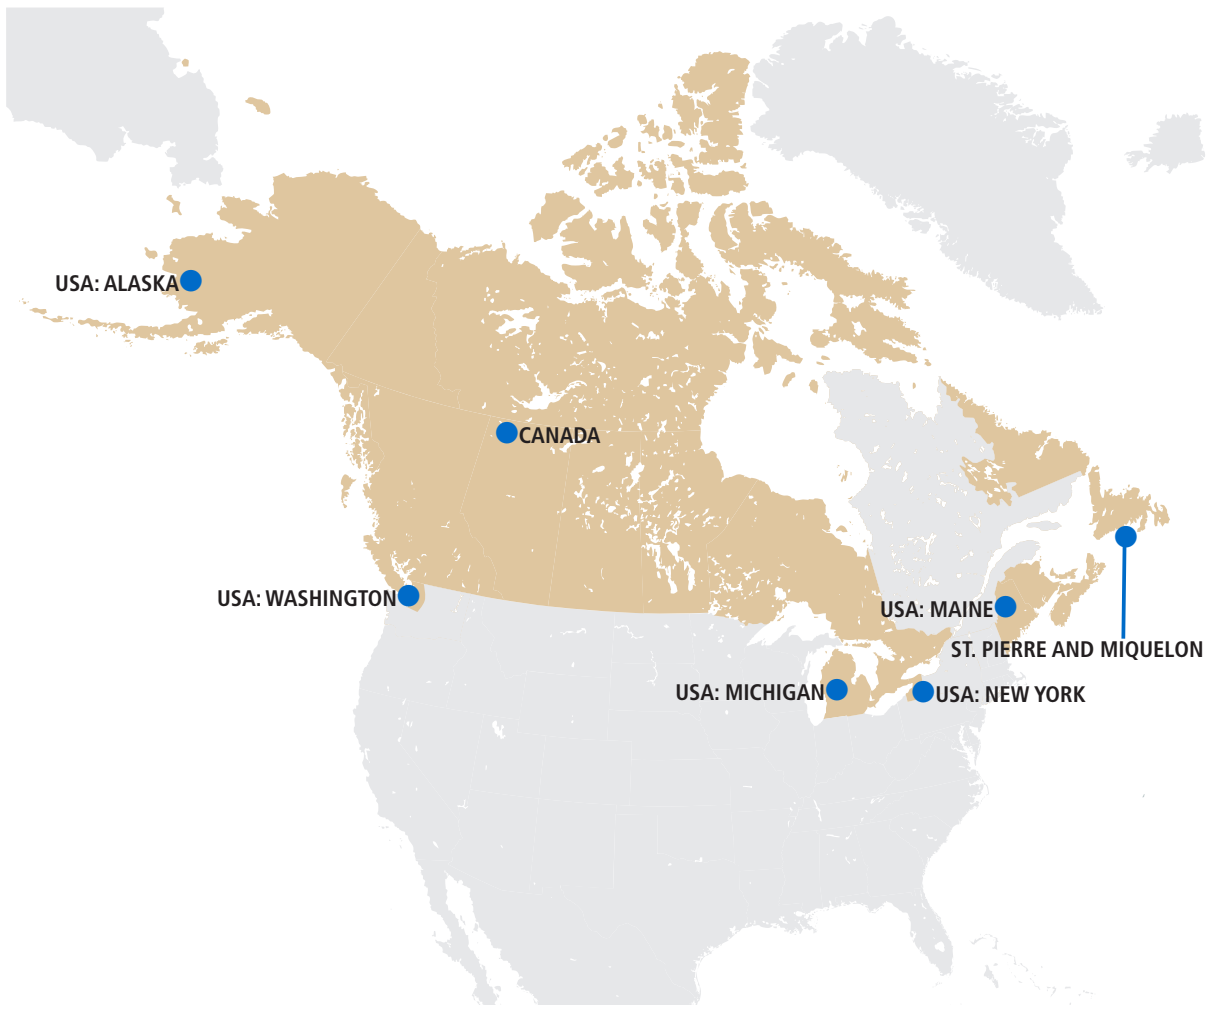 USA: ALASKA
CANADA
USA: WASHINGTON
USA: MAINE
ST. PIERRE AND MIQUELON
USA: MICHIGAN
USA: NEW YORK